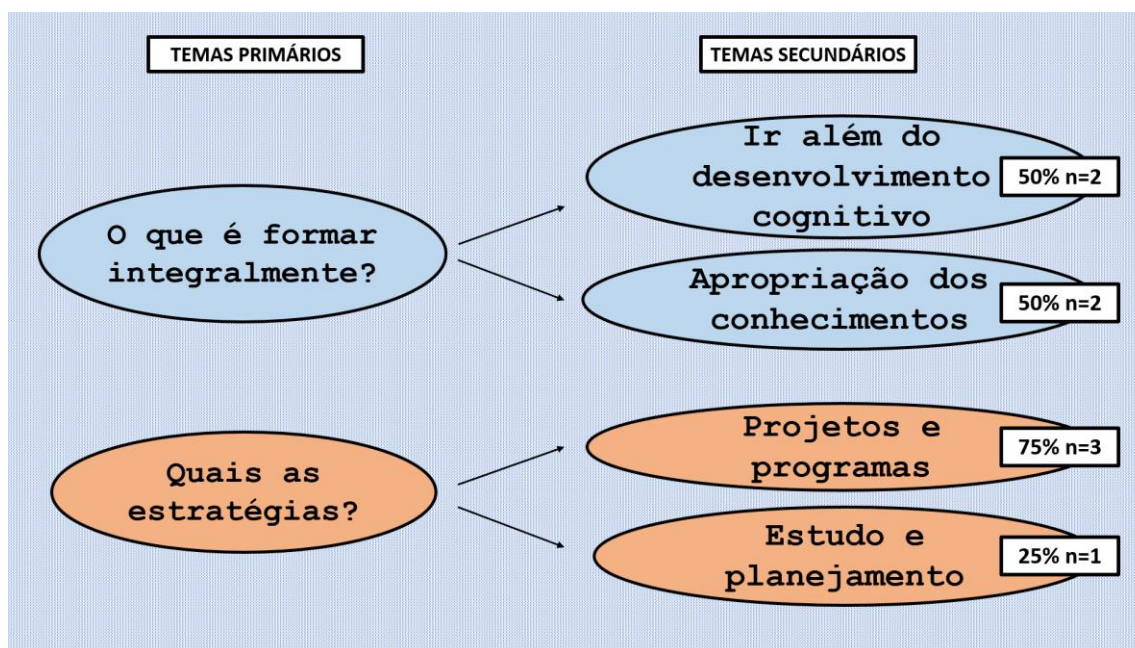 TEMAS PRIMÁRIOS
TEMAS SECUNDÁRIOS
O que é formar
integralmente?
Ir além do
desenvolvimento
cognitivo
50% n=2
Apropriação dos
conhecimentos
50% n=2
Quais as
estratégias?
Projetos e
programas
75% n=3
Estudo e
planejamento
25% n=1